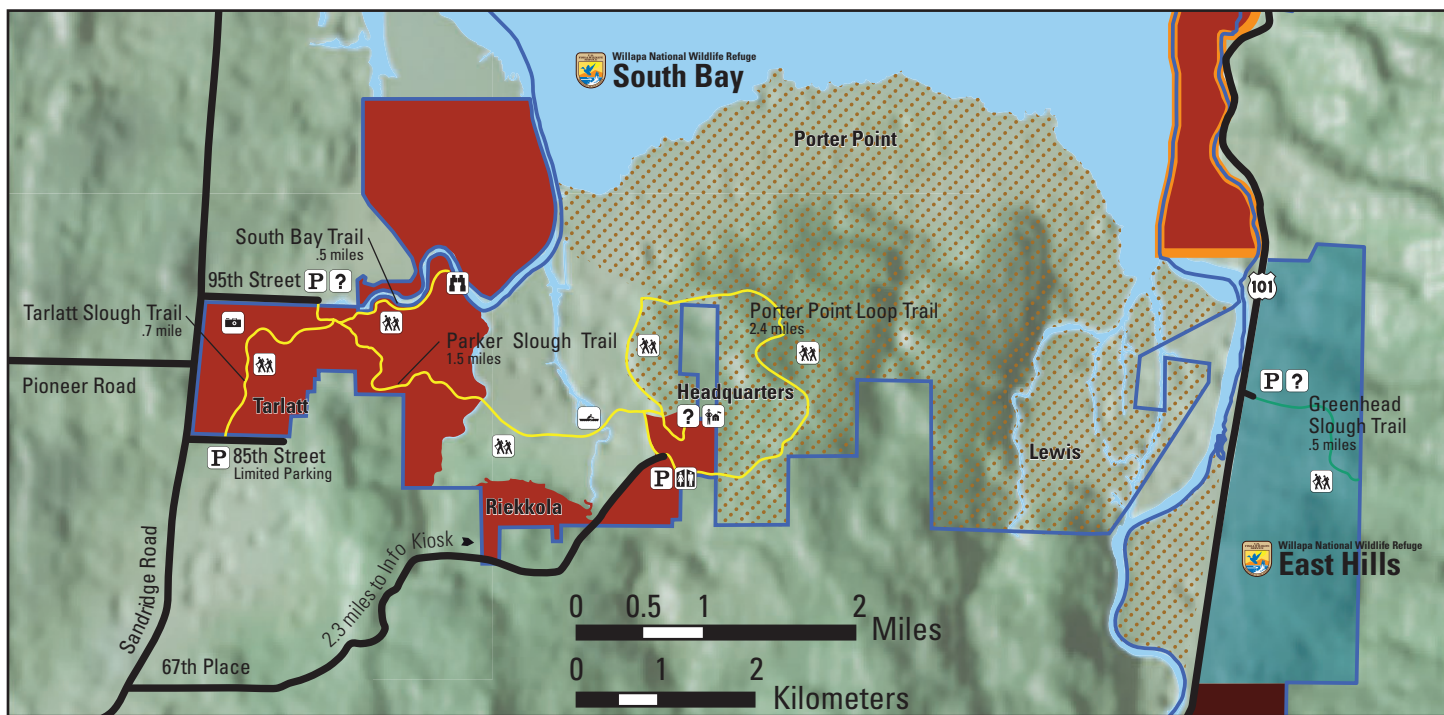 Willapa National Wildlife Refuge
South Bay
Porter Point
South Bay Trail
.5 miles
95th Street P ?
101
Tarlatt Slough Trail
.7 mile
Parker Slough Trail
1.5 miles
Porter Point Loop Trail
2.4 miles
Pioneer Road
Headquarters
?
P ?
Tarlatt
Greenhead
Slough Trail
.5 miles
P 85th Street
Limited Parking
Lewis
P
Riekkola
Sandridge Road
2.3 miles to Info Kiosk
Willapa National Wildlife Refuge
East Hills
67th Place
0 0.5 1 2
Miles
0 1 2
Kilometers